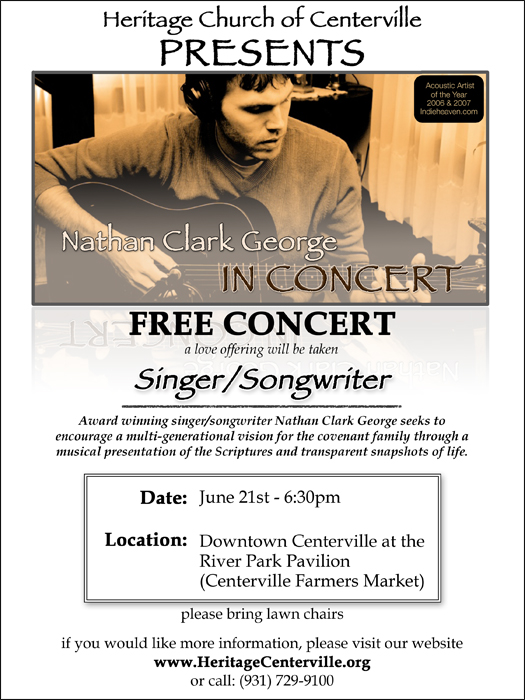 Heritage Church of Centerville
PRESENTS
Acoustic Artist
of the Year
2006 & 2007
Indieheaven.com
Nathan Clark George
IN CONCERT
FREE CONCERT
a love offering will be taken
Singer/Songwriter
Award winning singer/songwriter Nathan Clark George seeks to
encourage a multi-generational vision for the covenant family through a
musical presentation of the Scriptures and transparent snapshots of life.
Date: June 21st - 6:30pm
Location: Downtown Centerville at the
River Park Pavilion
(Centerville Farmers Market)
please bring lawn chairs
if you would like more information, please visit our website
www.HeritageCenterville.org
or call: (931) 729-9100